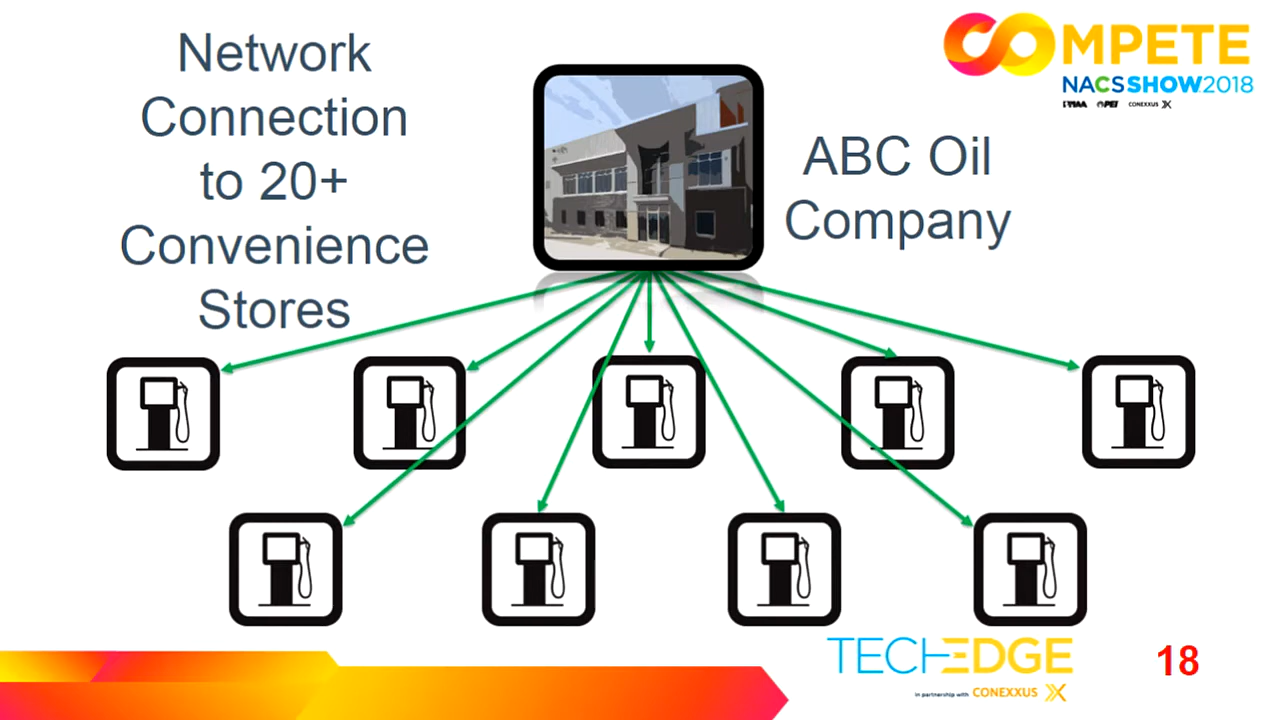 Network
Connection
to 20+
Convenience
Stores
ABC Oil
Company
COMPETE
NACS SHOW 2018
PEI CONEXXUS
TECHEDGE
in partnership with CONEXXUS
18